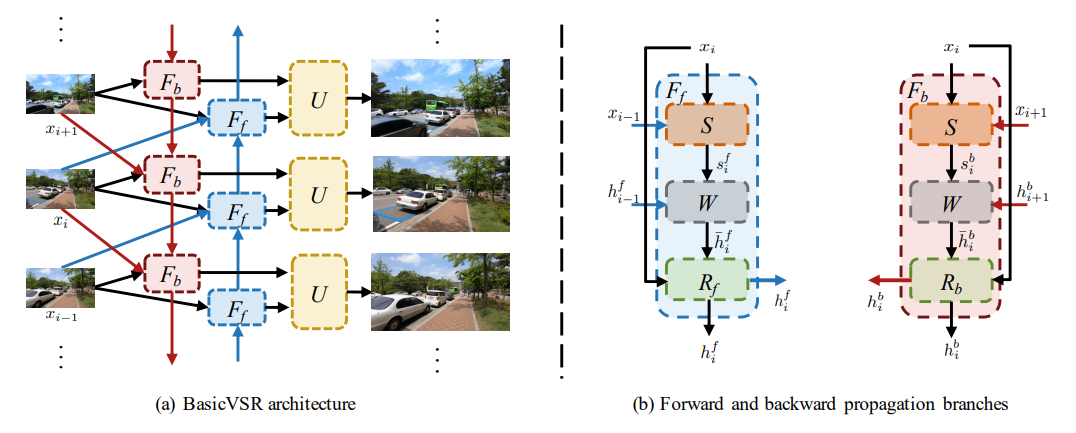 F_b
U
F_f
x_{i+1}
F_b
U
F_f
x_i
F_b
U
F_f
x_{i-1}
(a) BasicVSR architecture
x_i
F_f
x_{i-1}
S
s_i^f
h_{i-1}^f
W
\bar{h}_i^f
R_f
h_i^f
h_i^f
x_i
F_b
S
x_{i+1}
s_i^b
W
h_{i+1}^b
\bar{h}_i^b
R_b
h_i^b
h_i^b
(b) Forward and backward propagation branches